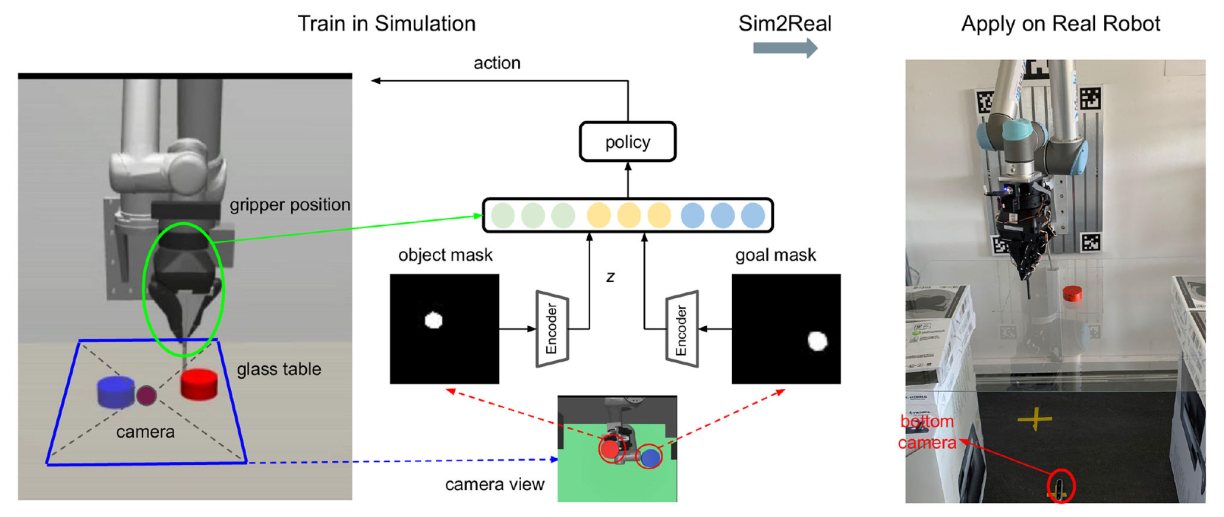 Train in Simulation
Sim2Real
Apply on Real Robot
action
policy
gripper position
object mask
goal mask
z
Encoder
Encoder
glass table
camera
camera view
bottom
camera